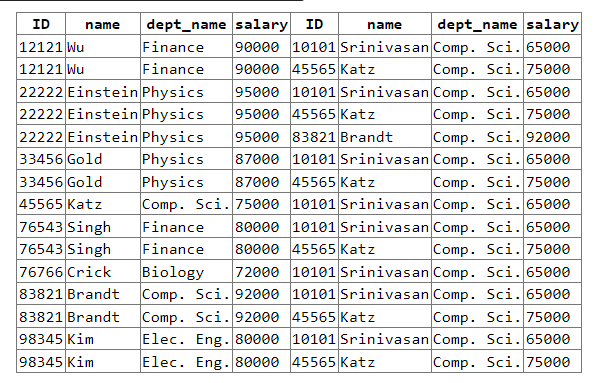 ID name dept_name salary ID name dept_name salary
12121 Wu Finance 90000 10101 Srinivasan Comp. Sci. 65000
12121 Wu Finance 90000 45565 Katz Comp. Sci. 75000
22222 Einstein Physics 95000 10101 Srinivasan Comp. Sci. 65000
22222 Einstein Physics 95000 45565 Katz Comp. Sci. 75000
22222 Einstein Physics 95000 83821 Brandt Comp. Sci. 92000
33456 Gold Physics 87000 10101 Srinivasan Comp. Sci. 65000
33456 Gold Physics 87000 45565 Katz Comp. Sci. 75000
45565 Katz Comp. Sci. 75000 10101 Srinivasan Comp. Sci. 65000
76543 Singh Finance 80000 10101 Srinivasan Comp. Sci. 65000
76543 Singh Finance 80000 45565 Katz Comp. Sci. 75000
76766 Crick Biology 72000 10101 Srinivasan Comp. Sci. 65000
83821 Brandt Comp. Sci. 92000 10101 Srinivasan Comp. Sci. 65000
83821 Brandt Comp. Sci. 92000 45565 Katz Comp. Sci. 75000
98345 Kim Elec. Eng. 80000 10101 Srinivasan Comp. Sci. 65000
98345 Kim Elec. Eng. 80000 45565 Katz Comp. Sci. 75000